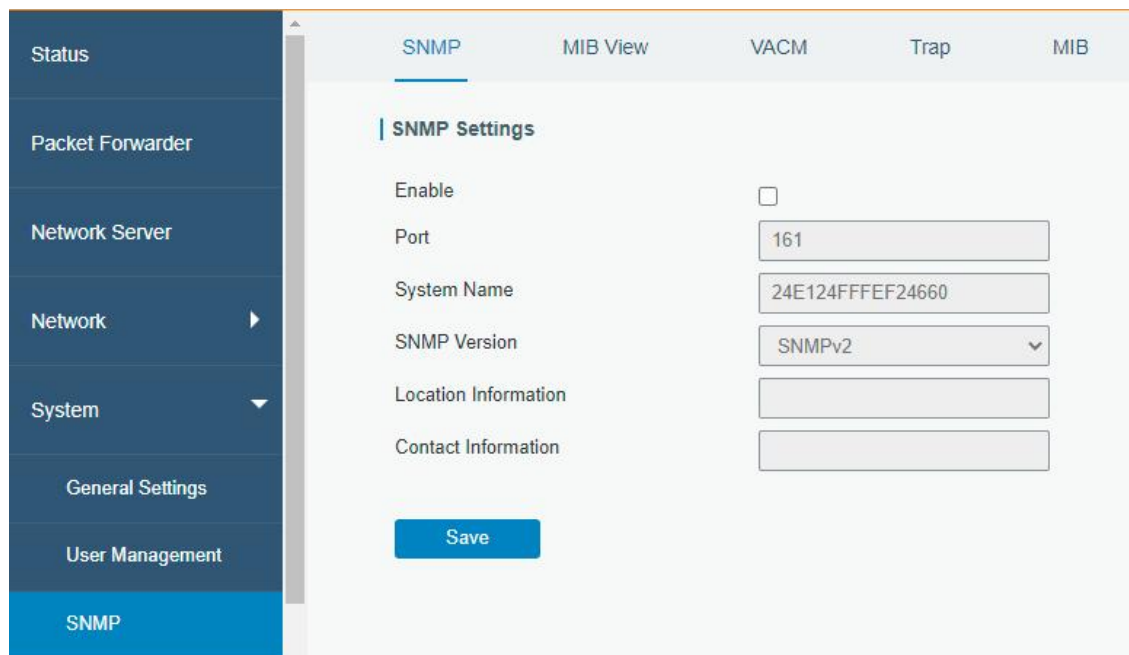 Status
Packet Forwarder
Network Server
Network
System
General Settings
User Management
SNMP
SNMP MIB View VACM Trap MIB
SNMP Settings
Enable
Port 161
System Name 24E124FFFEF24660
SNMP Version SNMPv2
Location Information
Contact Information
Save